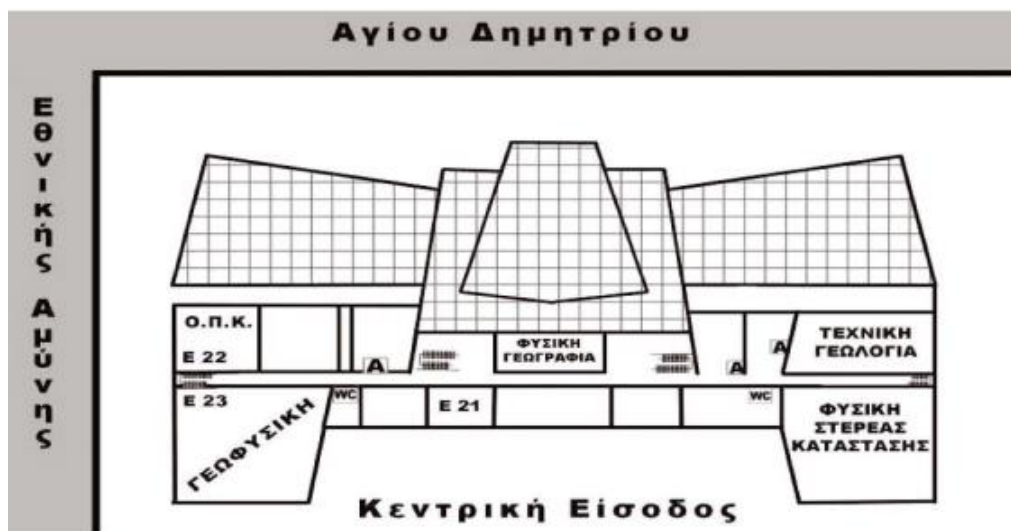 Αγίου Δημητρίου
Εθνικής Αμύνης
Ο.Π.Κ.
Ε 22
Α
ΦΥΣΙΚΗ
ΓΕΩΓΡΑΦΙΑ
Α
Α
ΤΕΧΝΙΚΗ
ΓΕΩΛΟΓΙΑ
Ε 23
ΓΕΩΦΥΣΙΚΗ
WC
Ε 21
WC
ΦΥΣΙΚΗ
ΣΤΕΡΕΑΣ
ΚΑΤΑΣΤΑΣΗΣ
Κεντρική Είσοδος